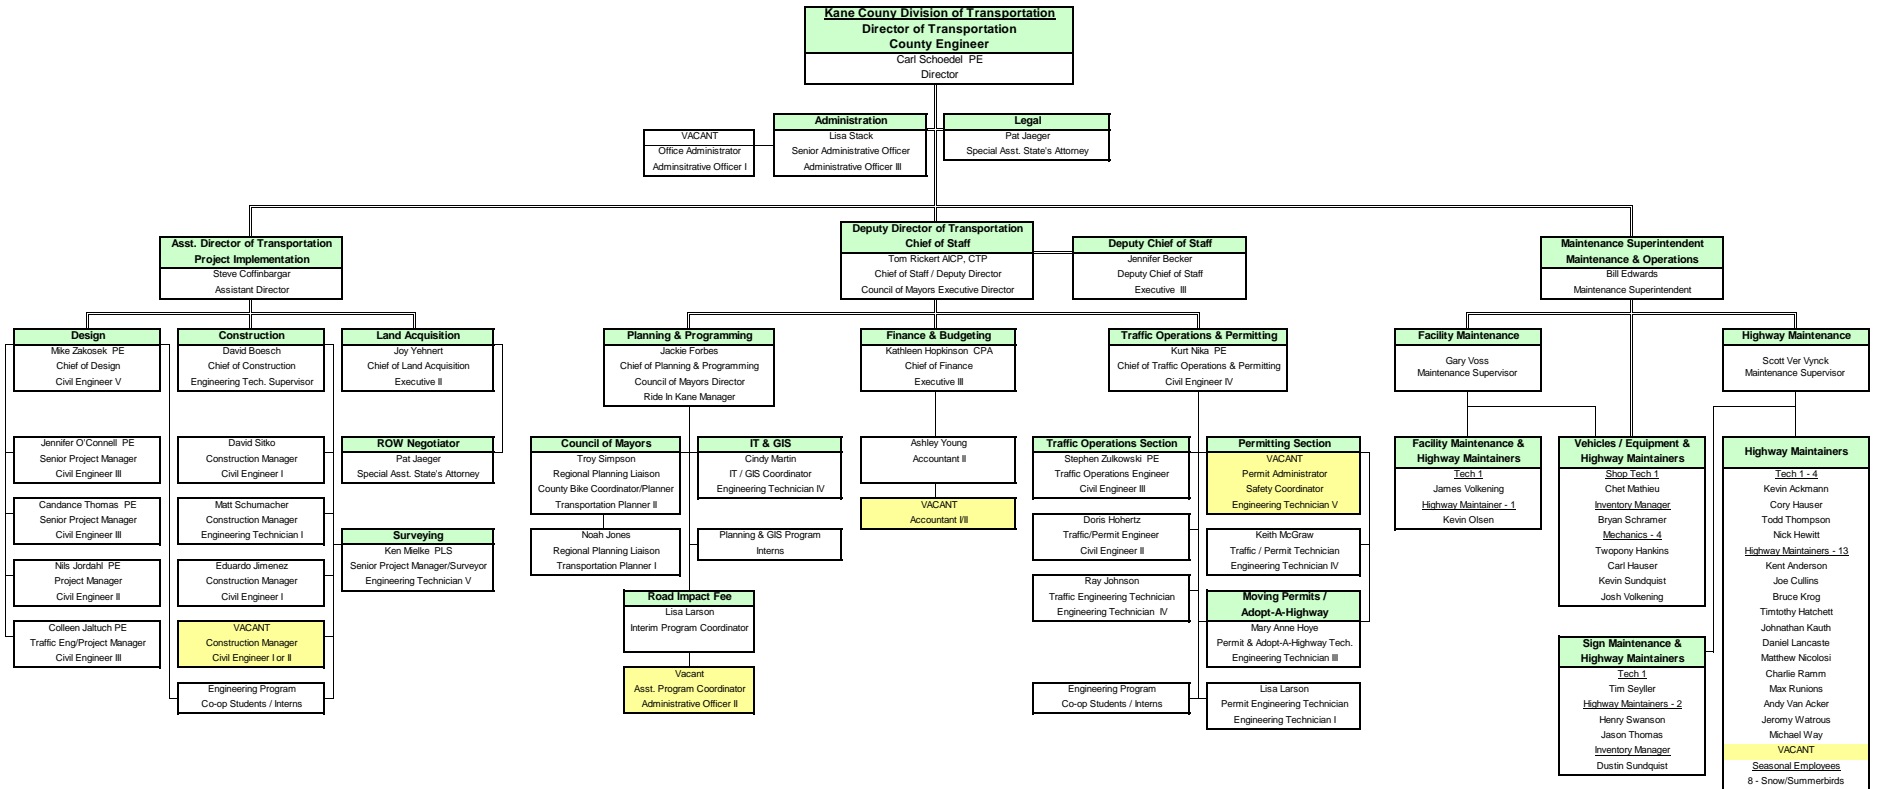 Kane Couny Division of Transportation
Director of Transportation
County Engineer
Carl Schoedel PE
Director
Administration
Lisa Stack
Senior Administrative Officer
Administrative Officer III
Legal
Pat Jaeger
Special Asst. State's Attorney
VACANT
Office Administrator
Adminsitrative Officer I
Asst. Director of Transportation
Project Implementation
Steve Coffinbargar
Assistant Director
Deputy Director of Transportation
Chief of Staff
Tom Rickert AICP, CTP
Chief of Staff / Deputy Director
Council of Mayors Executive Director
Deputy Chief of Staff
Jennifer Becker
Deputy Chief of Staff
Executive III
Maintenance Superintendent
Maintenance & Operations
Bill Edwards
Maintenance Superintendent
Design
Mike Zakosek PE
Chief of Design
Civil Engineer V
Construction
David Boesch
Chief of Construction
Engineering Tech. Supervisor
Land Acquisition
Joy Yehnert
Chief of Land Acquisition
Executive II
Planning & Programming
Jackie Forbes
Chief of Planning & Programming
Council of Mayors Director
Ride In Kane Manager
Finance & Budgeting
Kathleen Hopkinson CPA
Chief of Finance
Executive III
Traffic Operations & Permitting
Kurt Nika PE
Chief of Traffic Operations & Permitting
Civil Engineer IV
Facility Maintenance
Gary Voss
Maintenance Supervisor
Highway Maintenance
Scott Ver Vynck
Maintenance Supervisor
Jennifer O'Connell PE
Senior Project Manager
Civil Engineer III
Candance Thomas PE
Senior Project Manager
Civil Engineer III
Nils Jordahl PE
Project Manager
Civil Engineer II
Colleen Jaltuch PE
Traffic Eng/Project Manager
Civil Engineer III
David Sitko
Construction Manager
Civil Engineer I
Matt Schumacher
Construction Manager
Engineering Technician I
Eduardo Jimenez
Construction Manager
Civil Engineer I
VACANT
Construction Manager
Civil Engineer I or II
Engineering Program
Co-op Students / Interns
ROW Negotiator
Pat Jaeger
Special Asst. State's Attorney
Surveying
Ken Mielke PLS
Senior Project Manager/Surveyor
Engineering Technician V
Council of Mayors
Troy Simpson
Regional Planning Liaison
County Bike Coordinator/Planner
Transportation Planner II
Noah Jones
Regional Planning Liaison
Transportation Planner I
IT & GIS
Cindy Martin
IT / GIS Coordinator
Engineering Technician IV
Planning & GIS Program
Interns
Road Impact Fee
Lisa Larson
Interim Program Coordinator
Vacant
Asst. Program Coordinator
Administrative Officer II
Ashley Young
Accountant II
VACANT
Accountant I/II
Traffic Operations Section
Stephen Zulkowski PE
Traffic Operations Engineer
Civil Engineer III
Doris Hohertz
Traffic/Permit Engineer
Civil Engineer II
Ray Johnson
Traffic Engineering Technician
Engineering Technician IV
Engineering Program
Co-op Students / Interns
Permitting Section
VACANT
Permit Administrator
Safety Coordinator
Engineering Technician V
Keith McGraw
Traffic / Permit Technician
Engineering Technician IV
Moving Permits /
Adopt-A-Highway
Mary Anne Hoye
Permit & Adopt-A-Highway Tech.
Engineering Technician III
Lisa Larson
Permit Engineering Technician
Engineering Technician I
Facility Maintenance &
Highway Maintainers
Tech 1
James Volkening
Highway Maintainer - 1
Kevin Olsen
Vehicles / Equipment &
Highway Maintainers
Shop Tech 1
Chet Mathieu
Inventory Manager
Bryan Schramer
Mechanics - 4
Twopony Hankins
Carl Hauser
Kevin Sundquist
Josh Volkening
Sign Maintenance &
Highway Maintainers
Tech 1
Tim Seyller
Highway Maintainers - 2
Henry Swanson
Jason Thomas
Inventory Manager
Dustin Sundquist
Highway Maintainers
Tech 1 - 4
Kevin Ackmann
Cory Hauser
Todd Thompson
Nick Hewitt
Highway Maintainers - 13
Kent Anderson
Joe Cullins
Bruce Krog
Timtothy Hatchett
Johnathan Kauth
Daniel Lancaste
Matthew Nicolosi
Charlie Ramm
Max Runions
Andy Van Acker
Jeromy Watrous
Michael Way
VACANT
Seasonal Employees
8 - Snow/Summerbirds